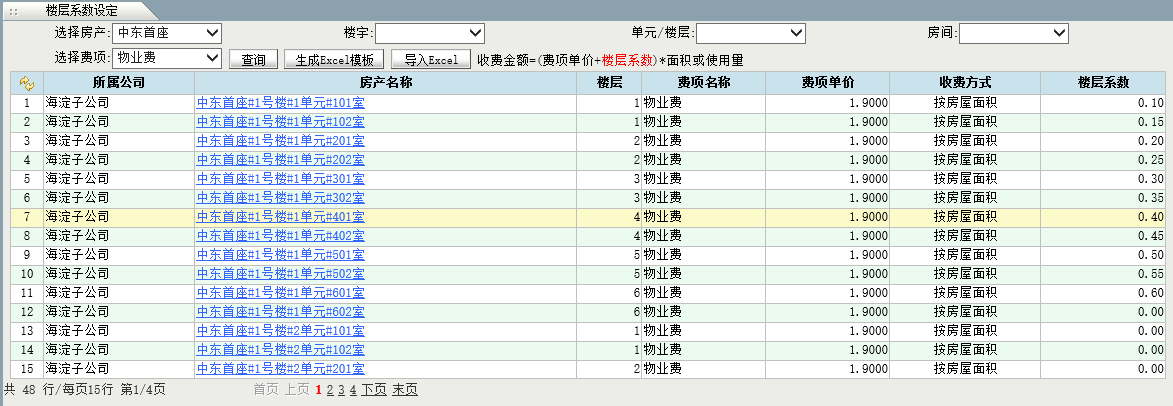 楼层系数设定
选择房产: 中东首座 楼宇: 单元/楼层: 房间:
选择费项: 物业费 查询 生成Excel模板 导入Excel 收费金额=(费项单价+楼层系数)*面积或使用量
所属公司 房产名称 楼层 费项名称 费项单价 收费方式 楼层系数
1 海淀子公司 中东首座#1号楼#1单元#101室 1 物业费 1.9000 按房屋面积 0.10
2 海淀子公司 中东首座#1号楼#1单元#102室 1 物业费 1.9000 按房屋面积 0.15
3 海淀子公司 中东首座#1号楼#1单元#201室 2 物业费 1.9000 按房屋面积 0.20
4 海淀子公司 中东首座#1号楼#1单元#202室 2 物业费 1.9000 按房屋面积 0.25
5 海淀子公司 中东首座#1号楼#1单元#301室 3 物业费 1.9000 按房屋面积 0.30
6 海淀子公司 中东首座#1号楼#1单元#302室 3 物业费 1.9000 按房屋面积 0.35
7 海淀子公司 中东首座#1号楼#1单元#401室 4 物业费 1.9000 按房屋面积 0.40
8 海淀子公司 中东首座#1号楼#1单元#402室 4 物业费 1.9000 按房屋面积 0.45
9 海淀子公司 中东首座#1号楼#1单元#501室 5 物业费 1.9000 按房屋面积 0.50
10 海淀子公司 中东首座#1号楼#1单元#502室 5 物业费 1.9000 按房屋面积 0.55
11 海淀子公司 中东首座#1号楼#1单元#601室 6 物业费 1.9000 按房屋面积 0.60
12 海淀子公司 中东首座#1号楼#1单元#602室 6 物业费 1.9000 按房屋面积 0.00
13 海淀子公司 中东首座#1号楼#2单元#101室 1 物业费 1.9000 按房屋面积 0.00
14 海淀子公司 中东首座#1号楼#2单元#102室 1 物业费 1.9000 按房屋面积 0.00
15 海淀子公司 中东首座#1号楼#2单元#201室 2 物业费 1.9000 按房屋面积 0.00
共 48 行/每页15行 第1/4页 首页 上页 1 2 3 4 下页 末页